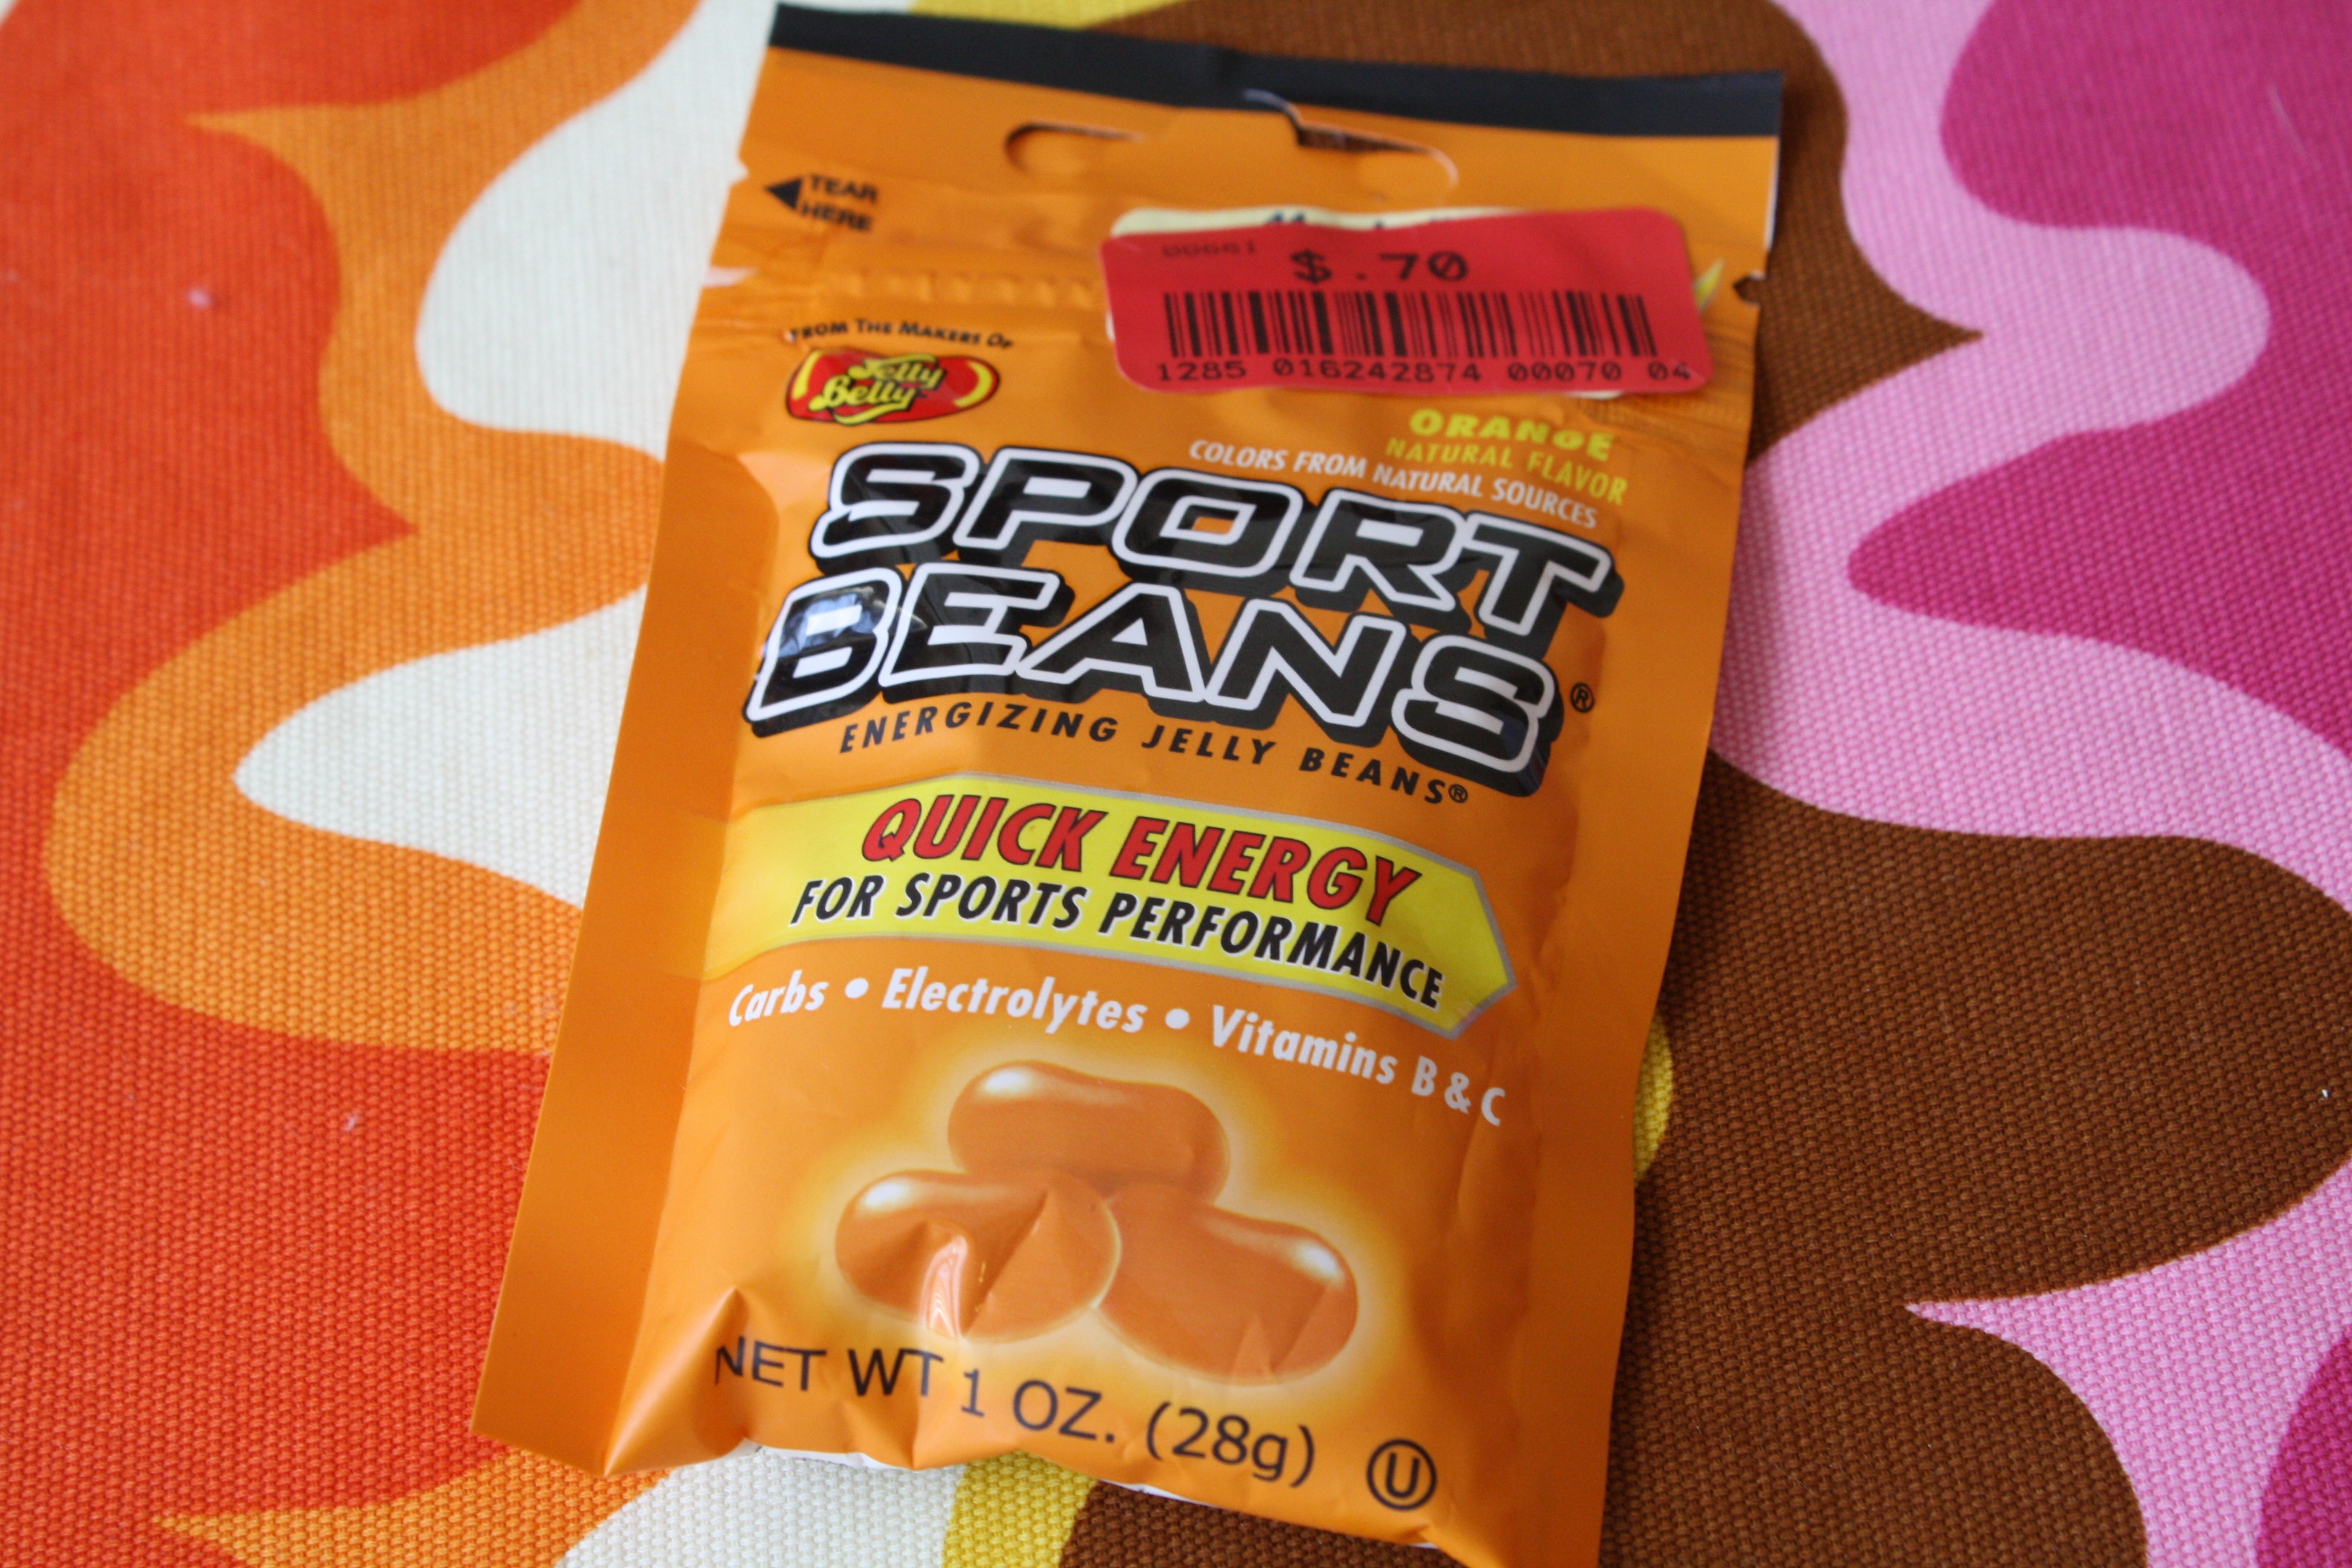 TEAR
HERE
00661
$.70
1285 016242874 00070 04
FROM THE MAKERS OF
Jelly
Belly
ORANGE
NATURAL FLAVOR
COLORS FROM NATURAL SOURCES
SPORT
BEANS®
ENERGIZING JELLY BEANS®
QUICK ENERGY
FOR SPORTS PERFORMANCE
Carbs • Electrolytes • Vitamins B & C
NET WT 1 OZ. (28g) U